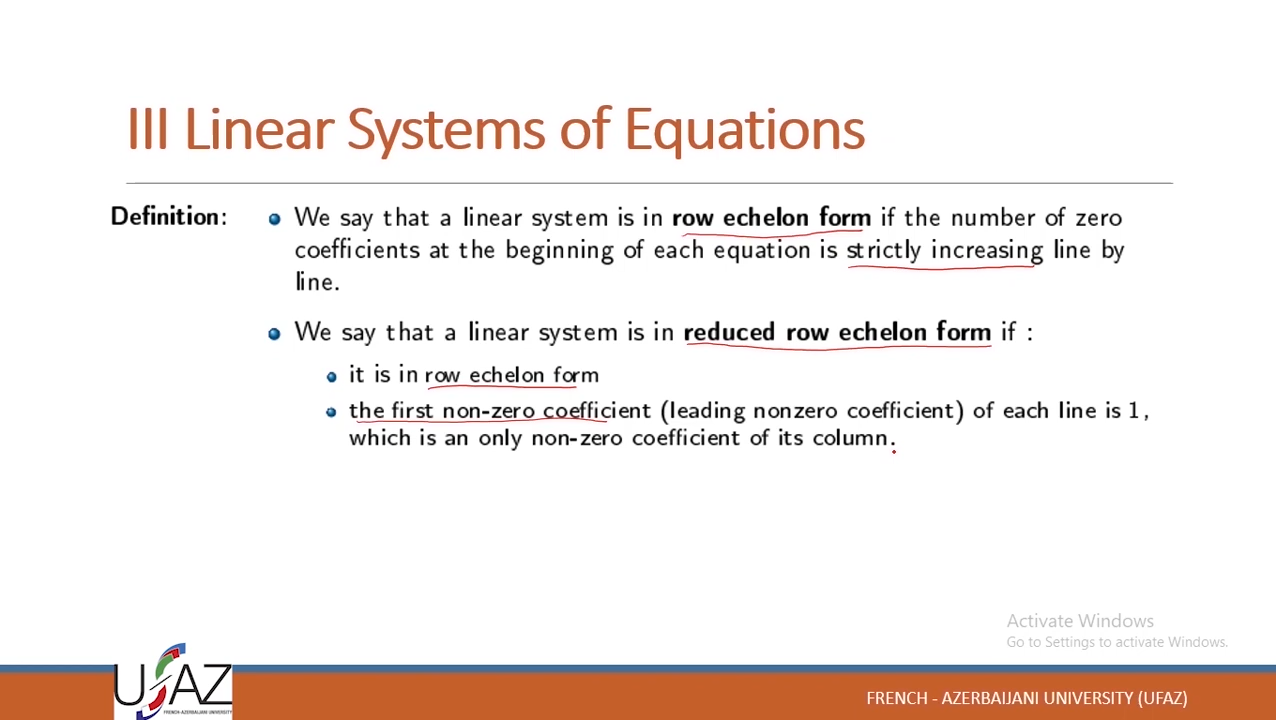 III Linear Systems of Equations
Definition:
We say that a linear system is in row echelon form if the number of zero
coefficients at the beginning of each equation is strictly increasing line by
line.
We say that a linear system is in reduced row echelon form if :
it is in row echelon form
the first non-zero coefficient (leading nonzero coefficient) of each line is 1,
which is an only non-zero coefficient of its column.
Activate Windows
Go to Settings to activate Windows.
UFAZ
FRENCH-AZERBAIJANI UNIVERSITY
FRENCH - AZERBAIJANI UNIVERSITY (UFAZ)